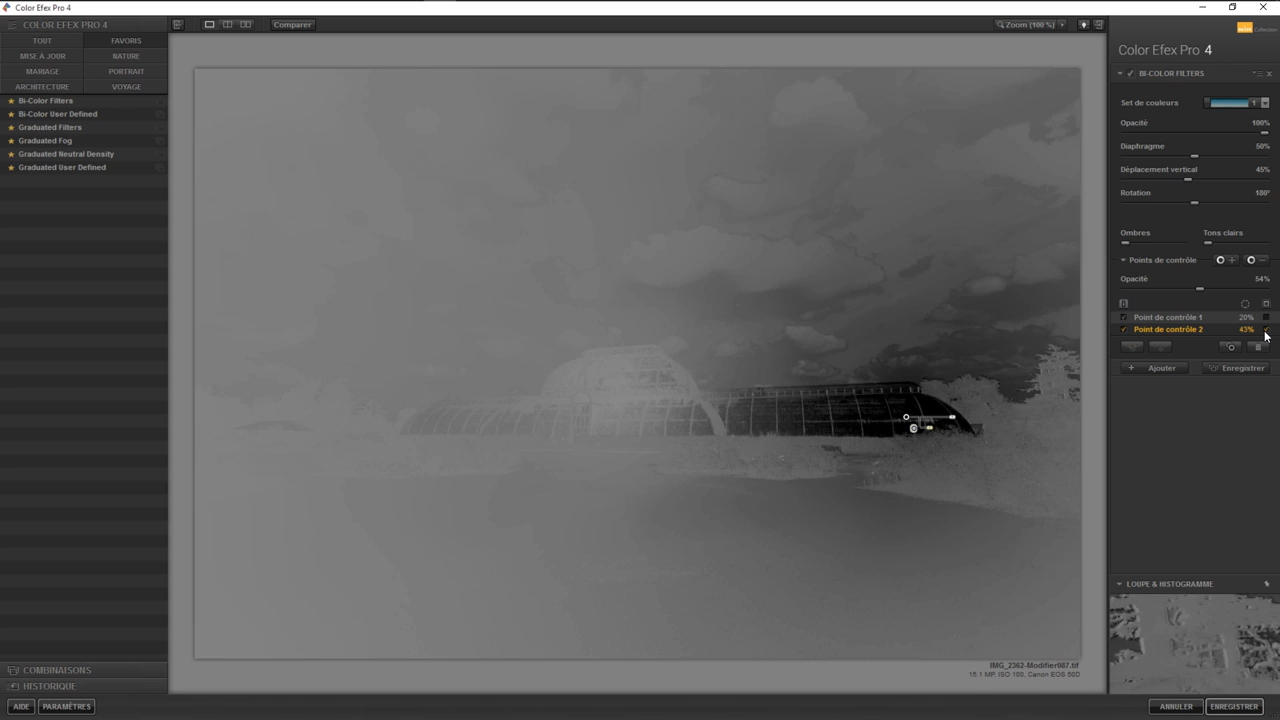 Color Efex Pro 4
COLOR EFEX PRO 4
Comparer
Zoom (100 %)
TOUT
FAVORIS
MISE À JOUR
NATURE
MARIAGE
PORTRAIT
ARCHITECTURE
VOYAGE
Bi-Color Filters
Bi-Color User Defined
Graduated Filters
Graduated Fog
Graduated Neutral Density
Graduated User Defined
COMBINAISONS
HISTORIQUE
AIDE
PARAMÈTRES
IMG_2362-Modifier087.tif
15.1 MP, ISO 100, Canon EOS 50D
Collection
Color Efex Pro 4
BI-COLOR FILTERS
Set de couleurs
1
Opacité
100%
Diaphragme
50%
Déplacement vertical
45%
Rotation
180°
Ombres
Tons clairs
Points de contrôle
Opacité
54%
Point de contrôle 1
20%
Point de contrôle 2
43%
Ajouter
Enregistrer
LOUPE & HISTOGRAMME
ANNULER
ENREGISTRER